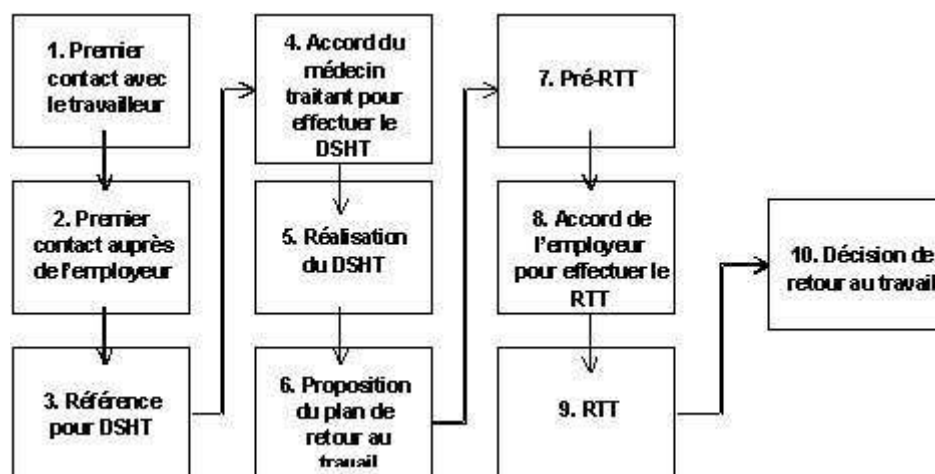 1. Premier
contact avec
le travailleur
2. Premier
contact auprès
de l'employeur
3. Référence
pour DSHT
4. Accord du
médecin
traitant pour
effectuer le
DSHT
5. Réalisation
du DSHT
6. Proposition
du plan de
retour au
travail
7. Pré-RTT
8. Accord de
l'employeur
pour effectuer le
RTT
9. RTT
10. Décision de
retour au travail